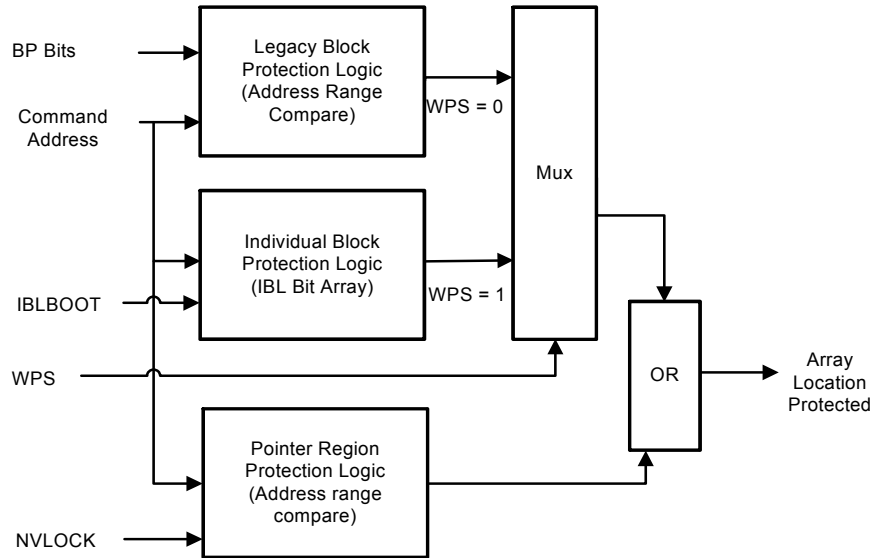 BP Bits
Command
Address
Legacy Block
Protection Logic
(Address Range
Compare)
WPS = 0
Mux
Individual Block
Protection Logic
(IBL Bit Array)
WPS = 1
IBLBOOT
WPS
OR
Array
Location
Protected
Pointer Region
Protection Logic
(Address range
compare)
NVLOCK